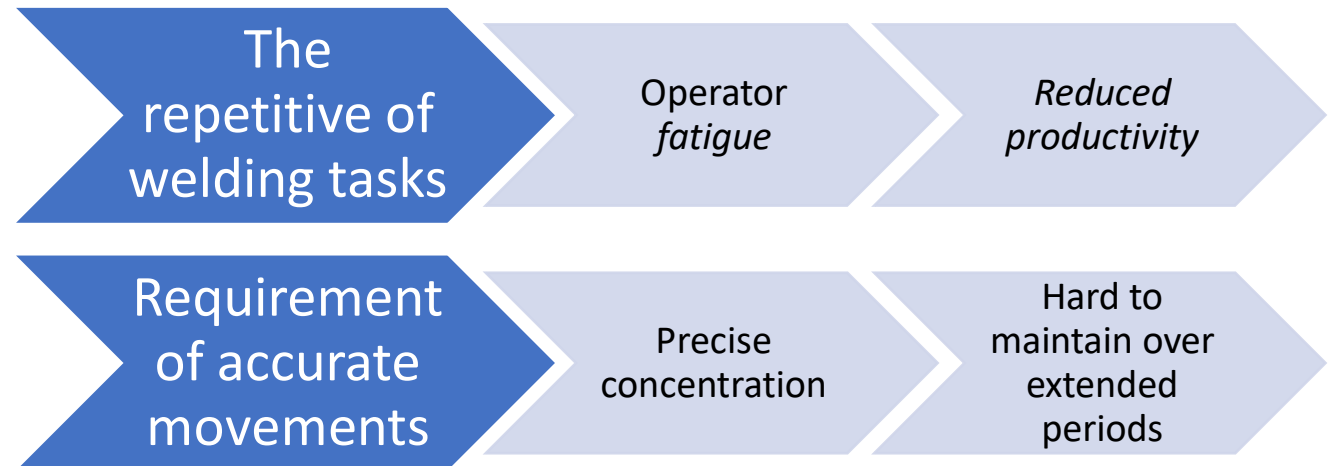 The
repetitive of
welding tasks
Operator
fatigue
Reduced
productivity
Requirement
of accurate
movements
Precise
concentration
Hard to
maintain over
extended
periods